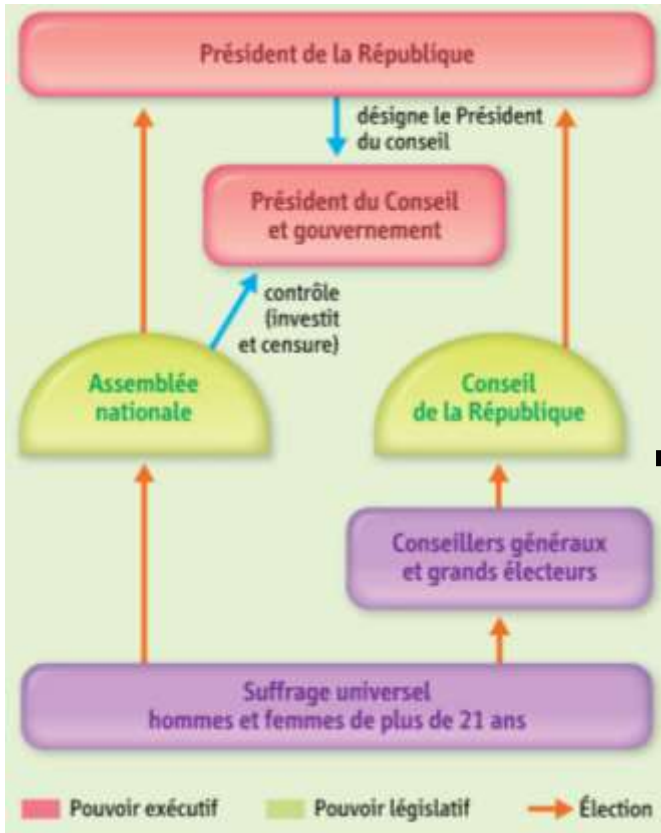 Président de la République
désigne le Président
du conseil
Président du Conseil
et gouvernement
contrôle
(investit
et censure)
Assemblée
nationale
Conseil
de la République
Conseillers généraux
et grands électeurs
Suffrage universel
hommes et femmes de plus de 21 ans
Pouvoir exécutif
Pouvoir législatif
Élection